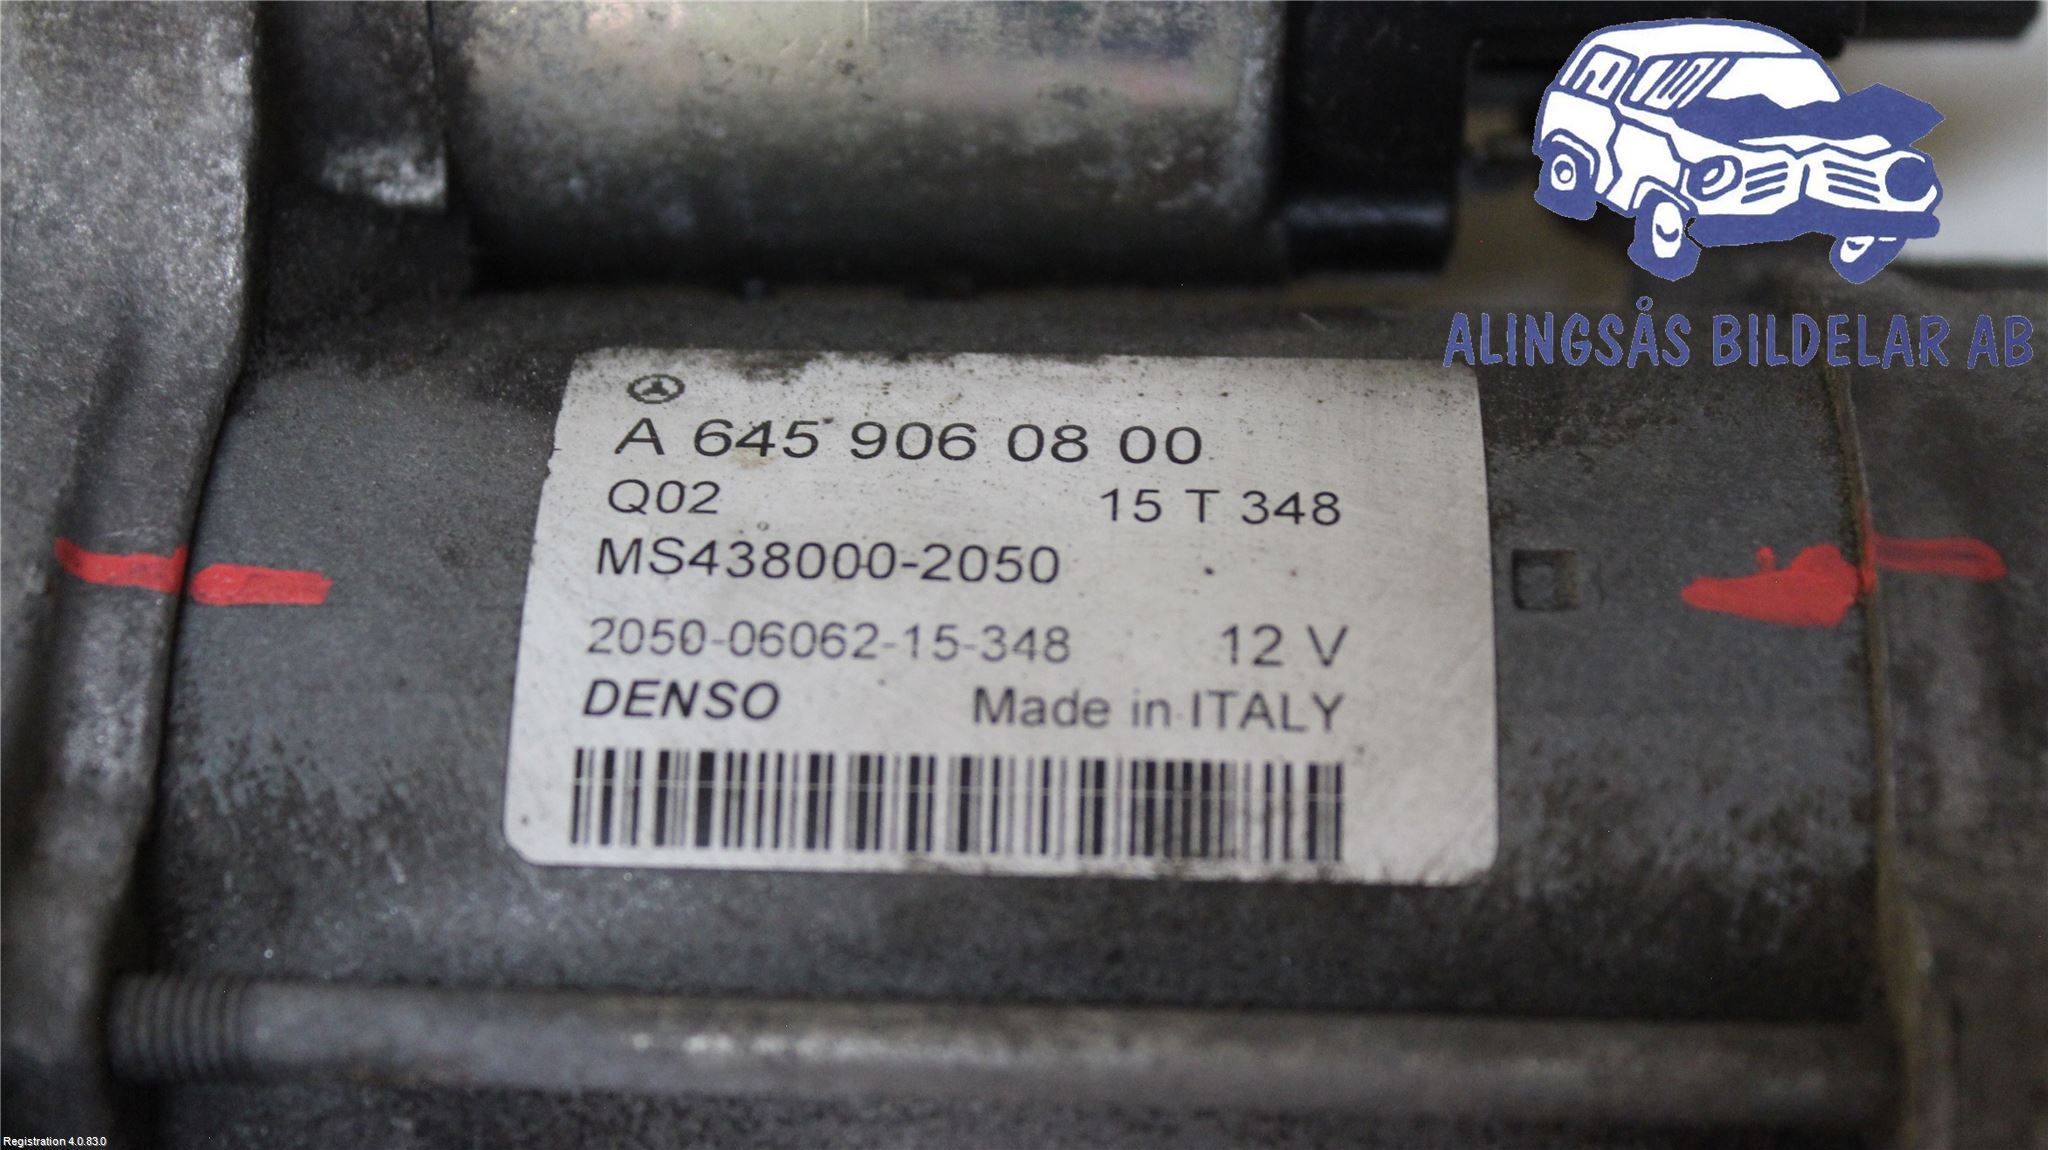 ALINGSÅS BILDELAR AB
A 645 906 08 00
Q02 15 T 348
MS438000-2050
2050-06062-15-348 12 V
DENSO Made in ITALY
Registration 4.0.83.0